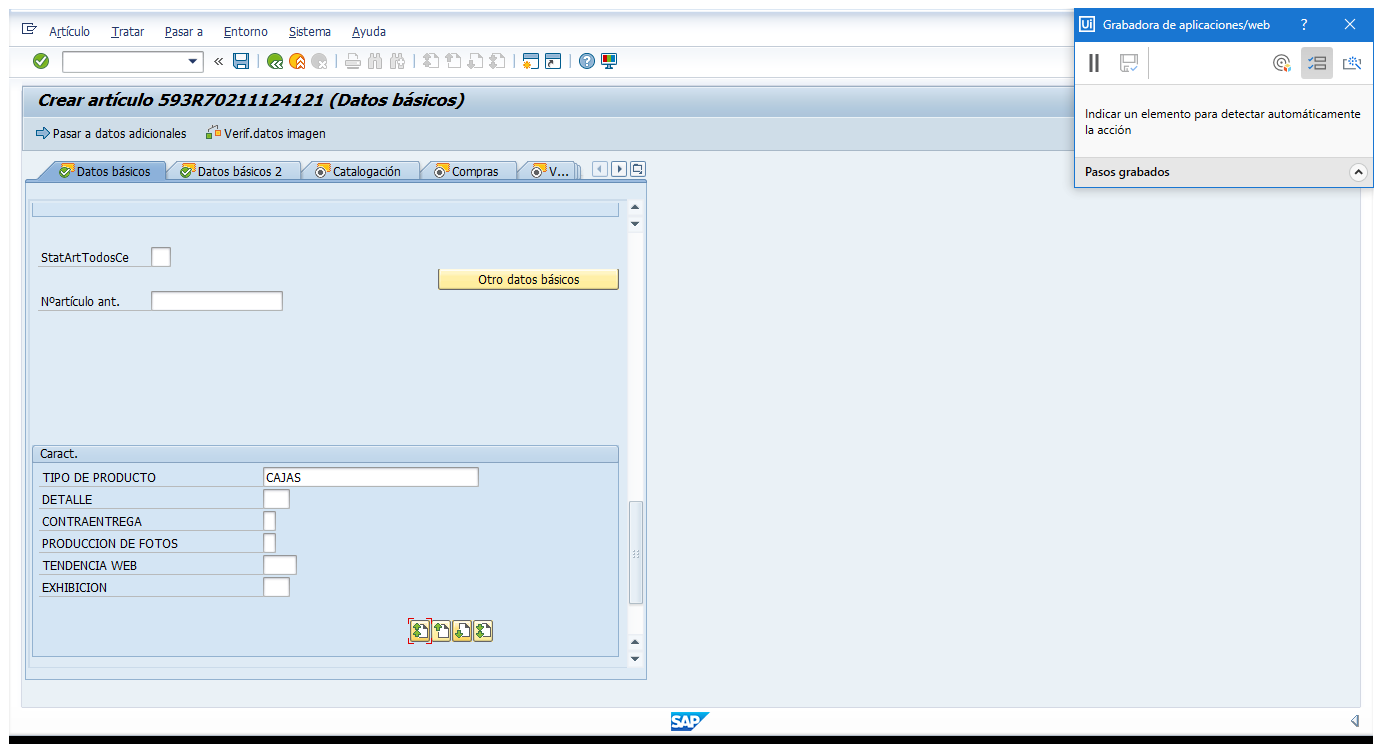 Artículo Tratar Pasar a Entorno Sistema Ayuda
Ui Grabadora de aplicaciones/web ?
Indicar un elemento para detectar automáticamente
la acción
Pasos grabados
Crear artículo 593R70211124121 (Datos básicos)
Pasar a datos adicionales Verif.datos imagen
Datos básicos Datos básicos 2 Catalogación Compras V...
StatArtTodosCe
Otro datos básicos
Nºartículo ant.
Caract.
TIPO DE PRODUCTO CAJAS
DETALLE
CONTRAENTREGA
PRODUCCION DE FOTOS
TENDENCIA WEB
EXHIBICION
SAP